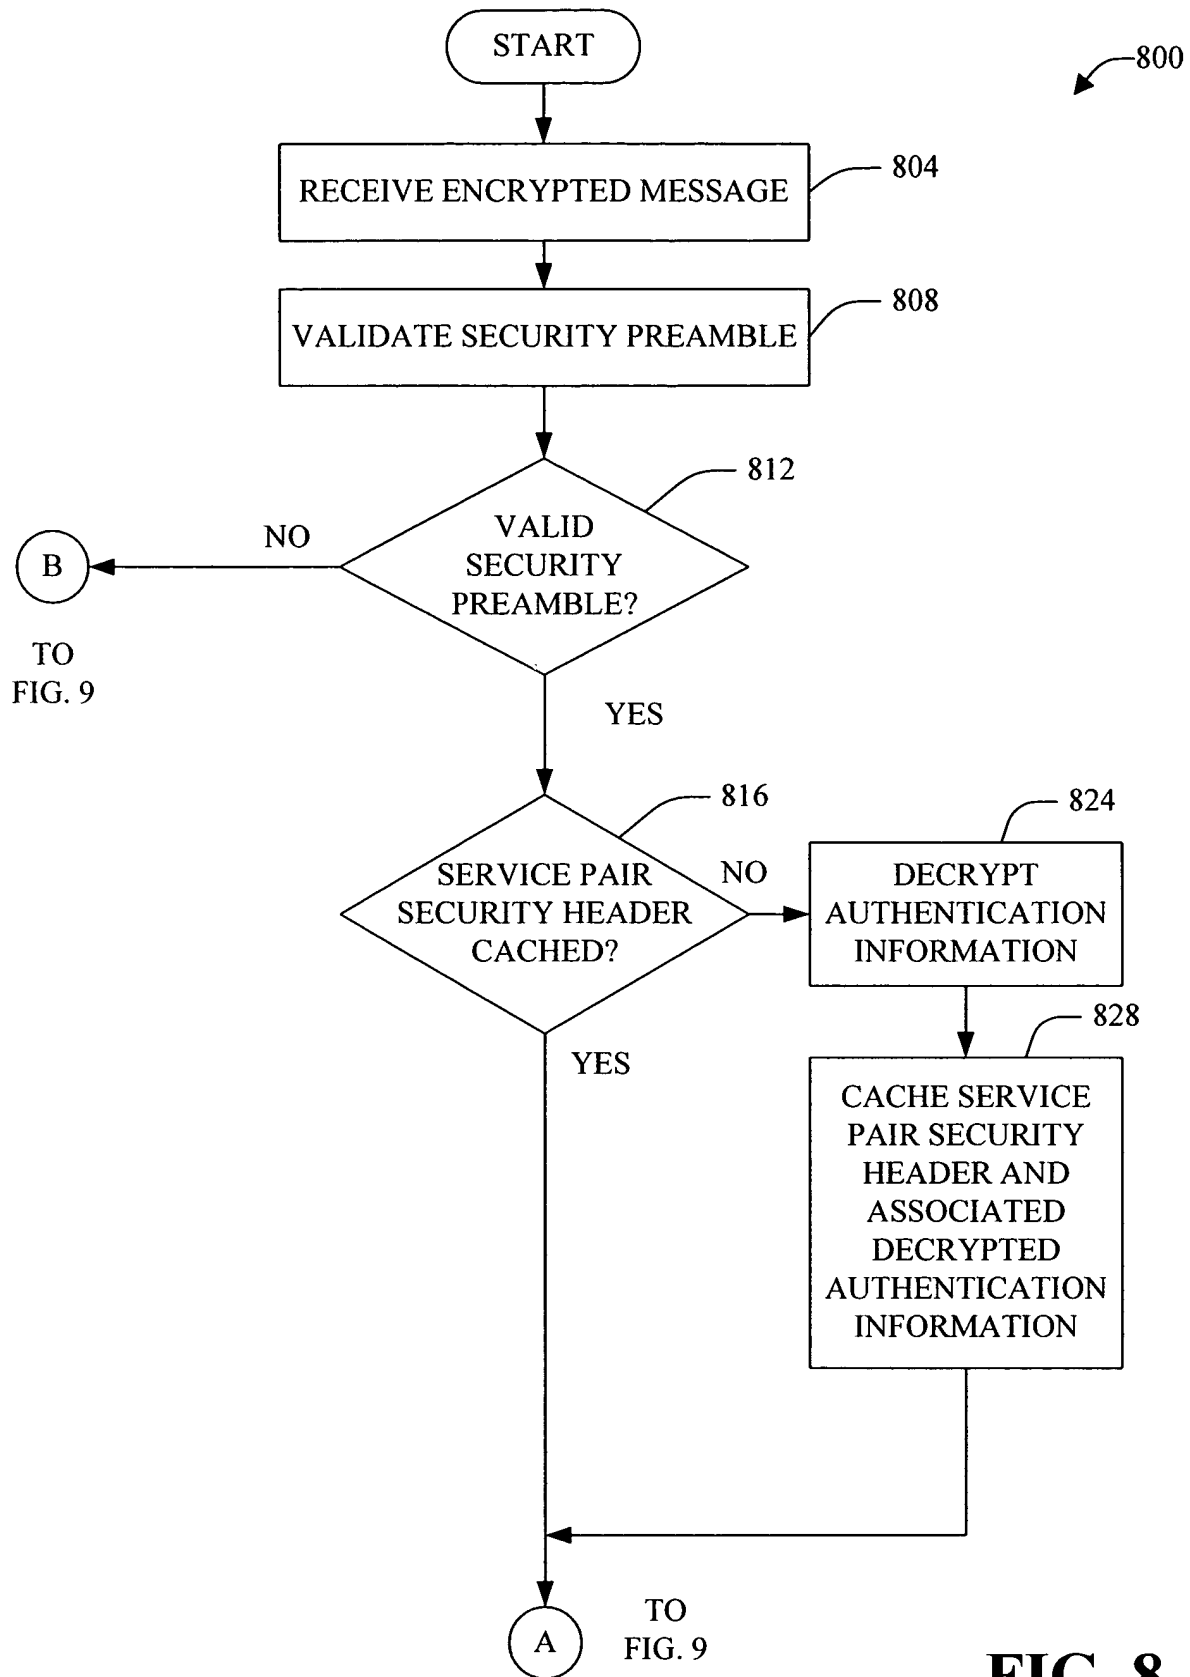 START
800
RECEIVE ENCRYPTED MESSAGE
804
VALIDATE SECURITY PREAMBLE
808
812
VALID
SECURITY
PREAMBLE?
NO
B
TO
FIG. 9
YES
816
SERVICE PAIR
SECURITY HEADER
CACHED?
NO
824
DECRYPT
AUTHENTICATION
INFORMATION
828
YES
CACHE SERVICE
PAIR SECURITY
HEADER AND
ASSOCIATED
DECRYPTED
AUTHENTICATION
INFORMATION
A
TO
FIG. 9
FIG. 8